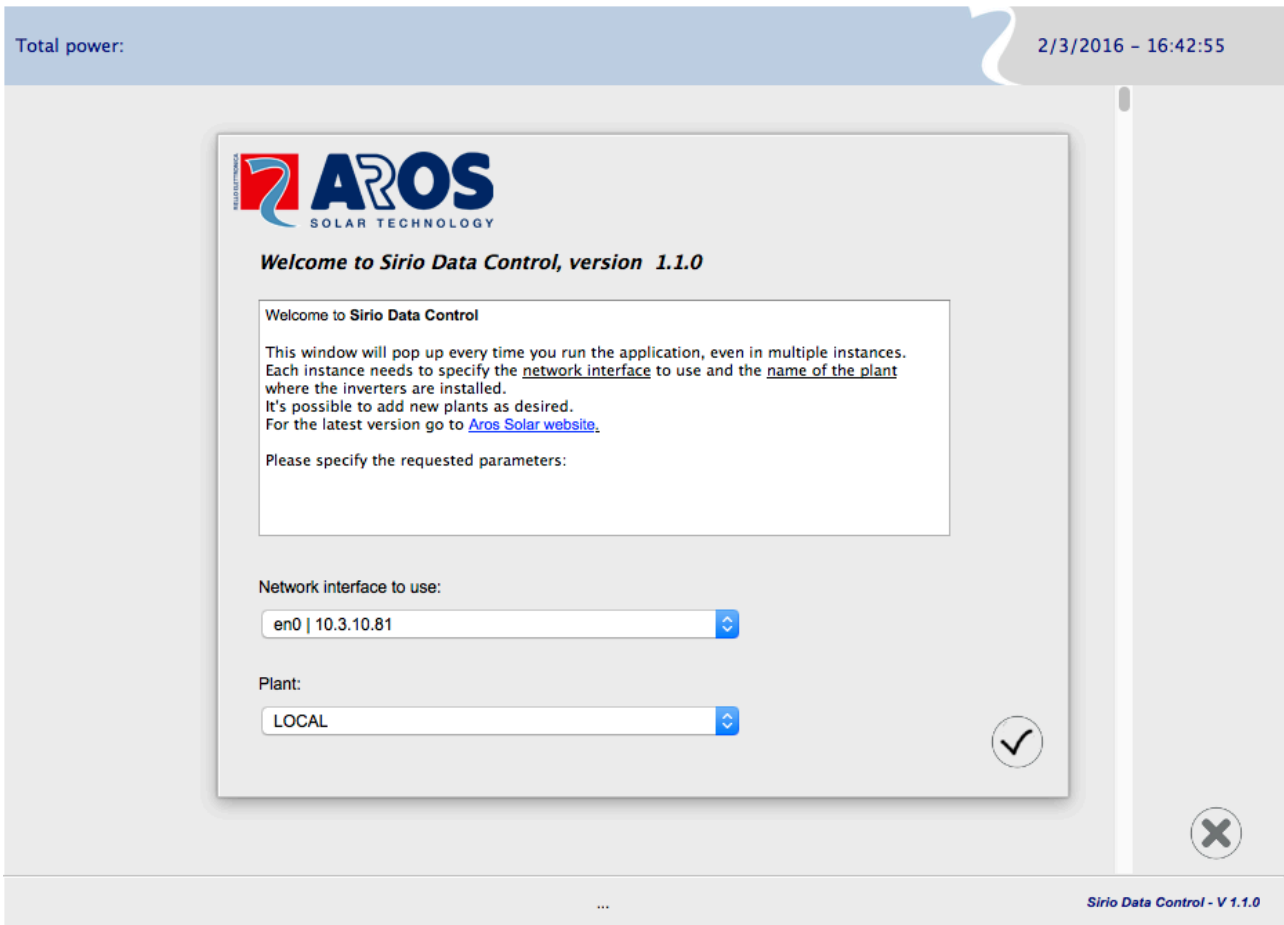 Total power:
2/3/2016 - 16:42:55
RIELLO ELETTRONICA
AROS
SOLAR TECHNOLOGY
Welcome to Sirio Data Control, version 1.1.0
Welcome to Sirio Data Control
This window will pop up every time you run the application, even in multiple instances.
Each instance needs to specify the network interface to use and the name of the plant
where the inverters are installed.
It's possible to add new plants as desired.
For the latest version go to Aros Solar website.
Please specify the requested parameters:
Network interface to use:
en0 | 10.3.10.81
Plant:
LOCAL
...
Sirio Data Control - V 1.1.0